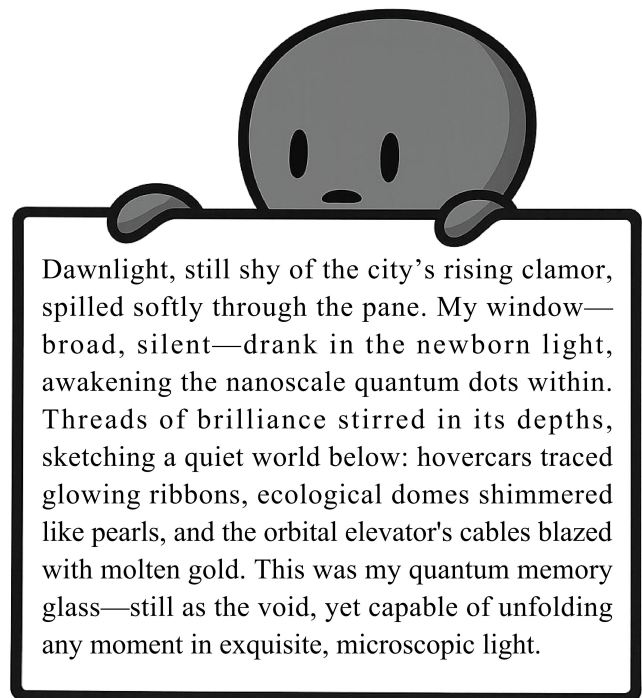 Dawnlight, still shy of the city’s rising clamor,
spilled softly through the pane. My window—
broad, silent—drank in the newborn light,
awakening the nanoscale quantum dots within.
Threads of brilliance stirred in its depths,
sketching a quiet world below: hovercars traced
glowing ribbons, ecological domes shimmered
like pearls, and the orbital elevator's cables blazed
with molten gold. This was my quantum memory
glass—still as the void, yet capable of unfolding
any moment in exquisite, microscopic light.